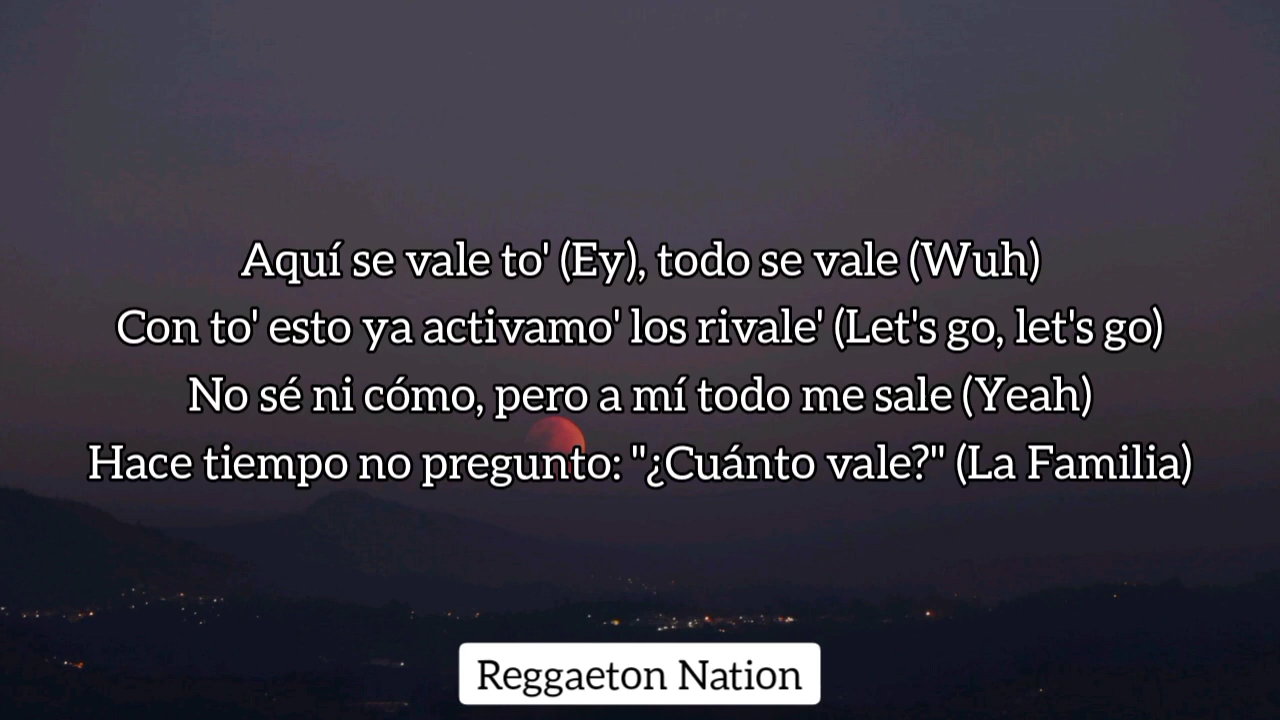 Aquí se vale to' (Ey), todo se vale (Wuh)
Con to' esto ya activamo' los rivale' (Let's go, let's go)
No sé ni cómo, pero a mí todo me sale (Yeah)
Hace tiempo no pregunto: "¿Cuánto vale?" (La Familia)
Reggaeton Nation